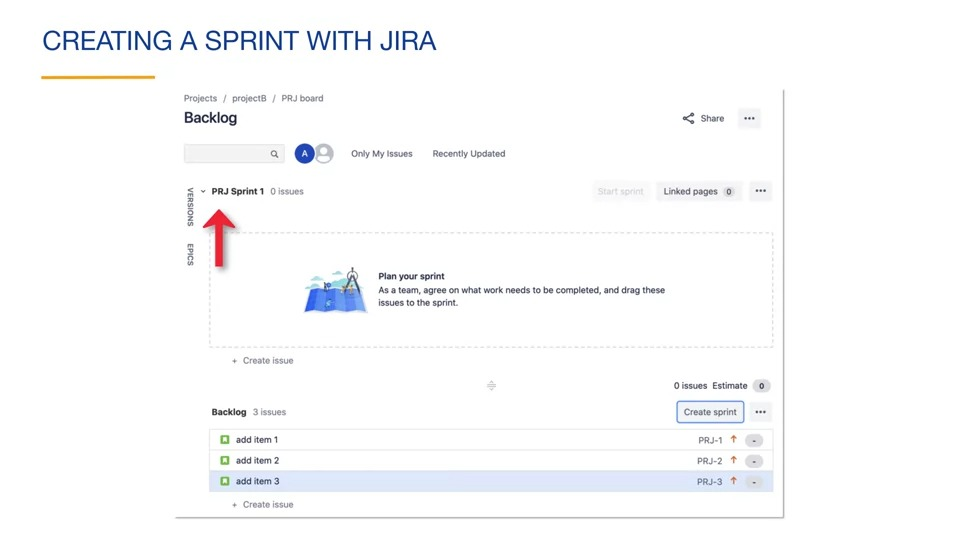 CREATING A SPRINT WITH JIRA
Projects / projectB / PRJ board
Backlog
Share
A
Only My Issues
Recently Updated
VERSIONS
EPICS
PRJ Sprint 1 0 issues
Start sprint
Linked pages 0
Plan your sprint
As a team, agree on what work needs to be completed, and drag these
issues to the sprint.
+ Create issue
0 issues Estimate 0
Backlog 3 issues
Create sprint
add item 1 PRJ-1 -
add item 2 PRJ-2 -
add item 3 PRJ-3 -
+ Create issue